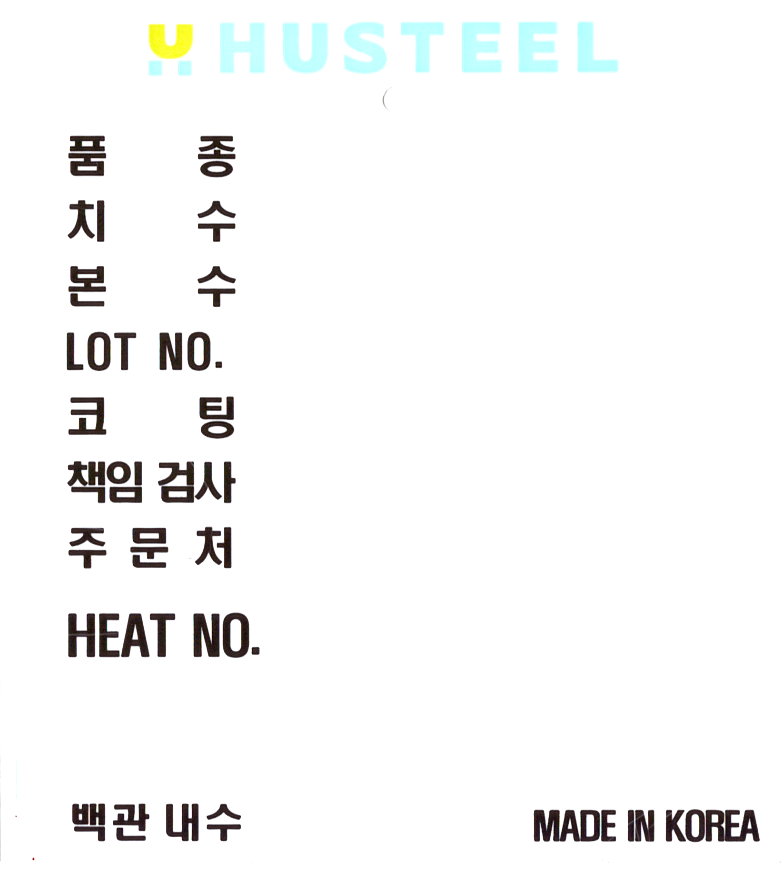 HUSTEEL
품 종
치 수
본 수
LOT NO.
코 팅
책임 검사
주 문 처
HEAT NO.
백관 내수 MADE IN KOREA